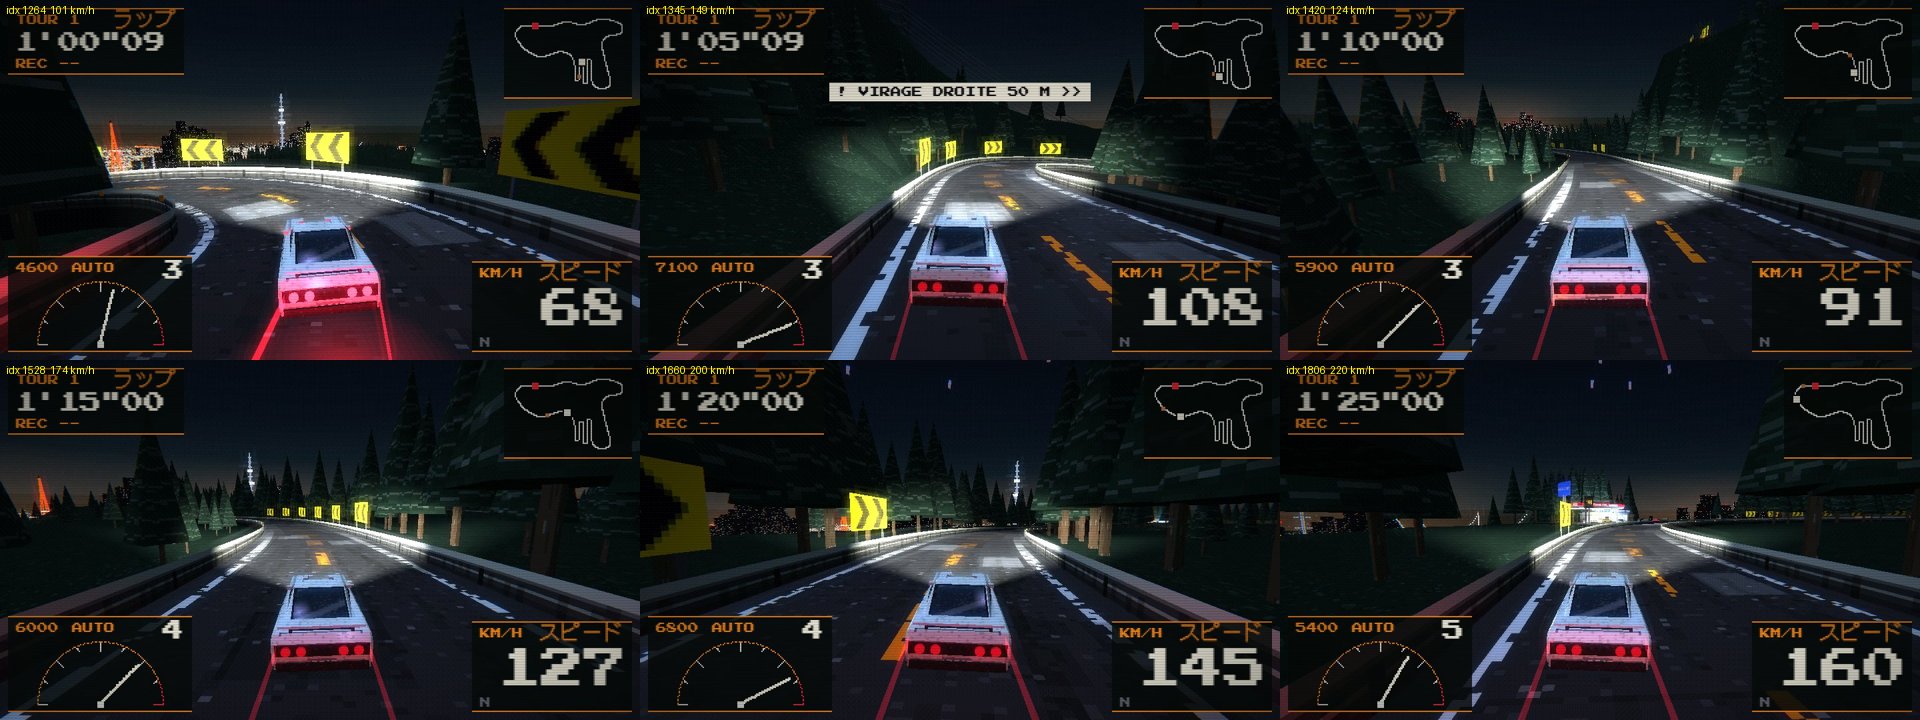 idx 1264 101 km/h
TOUR 1 ラップ
1'00"09
REC --
4600 AUTO 3
KM/H スピード
68
N
idx 1345 149 km/h
TOUR 1 ラップ
1'05"09
REC --
! VIRAGE DROITE 50 M >>
7100 AUTO 3
KM/H スピード
108
N
idx 1420 124 km/h
TOUR 1 ラップ
1'10"00
REC --
5900 AUTO 3
KM/H スピード
91
N
idx 1528 174 km/h
TOUR 1 ラップ
1'15"00
REC --
6000 AUTO 4
KM/H スピード
127
N
idx 1660 200 km/h
TOUR 1 ラップ
1'20"00
REC --
6800 AUTO 4
KM/H スピード
145
N
idx 1806 220 km/h
TOUR 1 ラップ
1'25"00
REC --
5400 AUTO 5
KM/H スピード
160
N